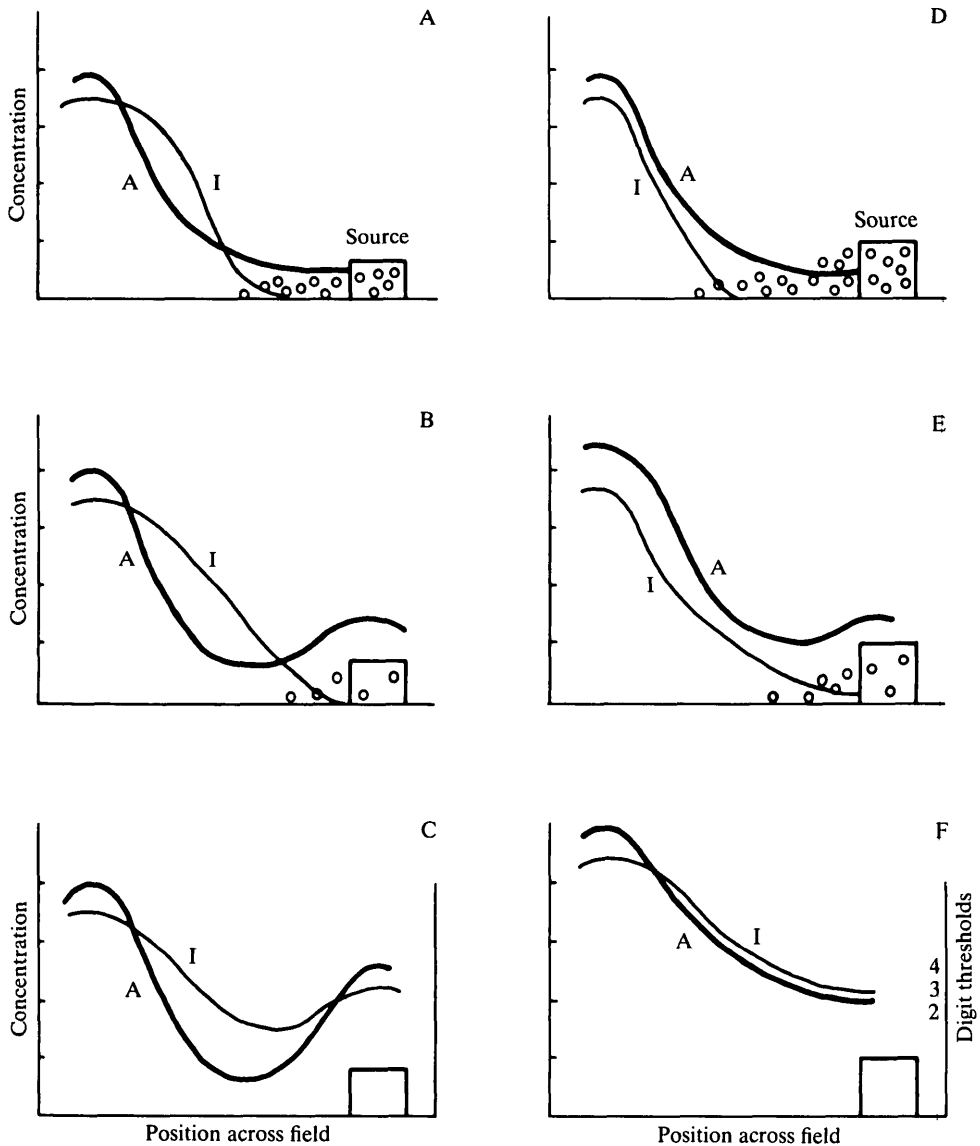 A
Concentration
A
I
Source
D
A
I
Source
B
Concentration
A
I
E
A
I
C
Concentration
A
I
Position across field
F
A
I
4
3
2
Digit thresholds
Position across field